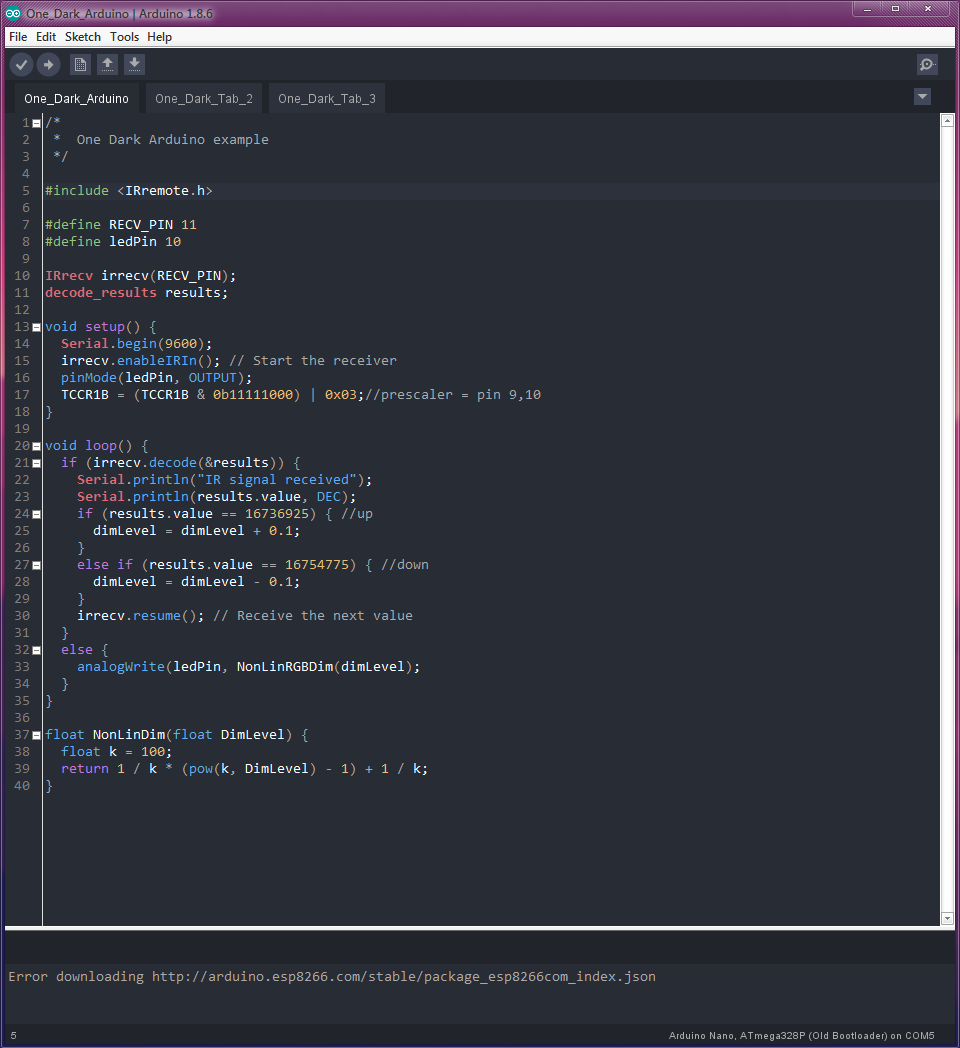 One_Dark_Arduino | Arduino 1.8.6
File Edit Sketch Tools Help
One_Dark_Arduino One_Dark_Tab_2 One_Dark_Tab_3
1 /*
2  *  One Dark Arduino example
3  */
4
5 #include <IRremote.h>
6
7 #define RECV_PIN 11
8 #define ledPin 10
9
10 IRrecv irrecv(RECV_PIN);
11 decode_results results;
12
13 void setup() {
14   Serial.begin(9600);
15   irrecv.enableIRIn(); // Start the receiver
16   pinMode(ledPin, OUTPUT);
17   TCCR1B = (TCCR1B & 0b11111000) | 0x03;//prescaler = pin 9,10
18 }
19
20 void loop() {
21   if (irrecv.decode(&results)) {
22     Serial.println("IR signal received");
23     Serial.println(results.value, DEC);
24     if (results.value == 16736925) { //up
25       dimLevel = dimLevel + 0.1;
26     }
27     else if (results.value == 16754775) { //down
28       dimLevel = dimLevel - 0.1;
29     }
30     irrecv.resume(); // Receive the next value
31   }
32   else {
33     analogWrite(ledPin, NonLinRGBDim(dimLevel);
34   }
35 }
36
37 float NonLinDim(float DimLevel) {
38   float k = 100;
39   return 1 / k * (pow(k, DimLevel) - 1) + 1 / k;
40 }
Error downloading http://arduino.esp8266.com/stable/package_esp8266com_index.json
5 Arduino Nano, ATmega328P (Old Bootloader) on COM5